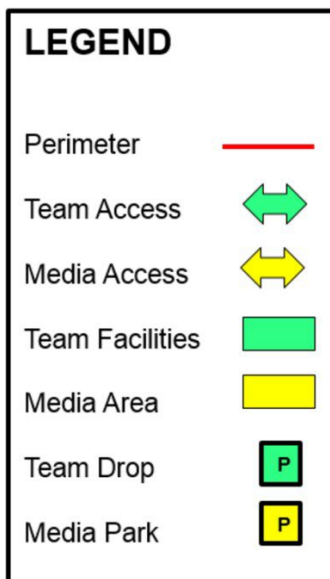 LEGEND
Perimeter
Team Access
Media Access
Team Facilities
Media Area
Team Drop P
Media Park P